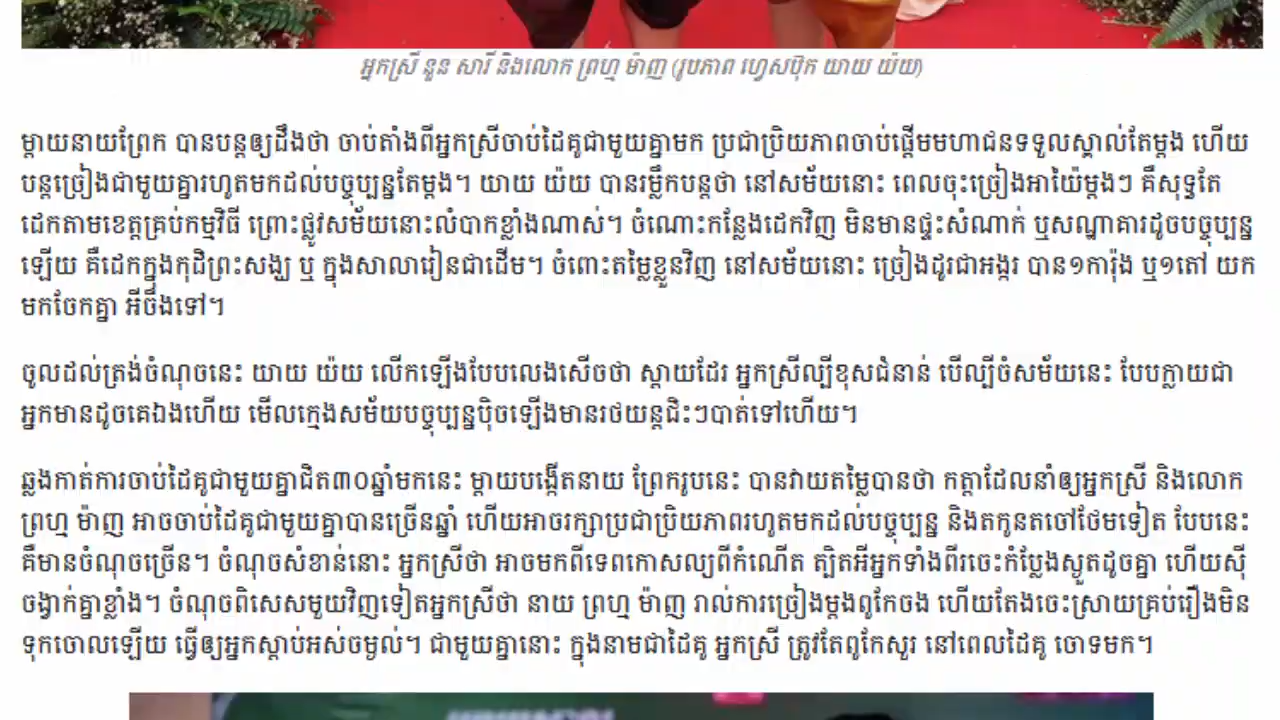 អ្នកស្រី នួន សារី និងលោក ព្រហ្ម ម៉ាញ (រូបភាព ហ្វេសប៊ុក យាយ យ៉យ)
ម្ដាយនាយព្រែក បានបន្តឲ្យដឹងថា ចាប់តាំងពីអ្នកស្រីចាប់ដៃគូជាមួយគ្នាមក ប្រជាប្រិយភាពចាប់ផ្ដើមមហាជនទទួលស្គាល់តែម្ដង ហើយ
បន្តច្រៀងជាមួយគ្នារហូតមកដល់បច្ចុប្បន្នតែម្ដង។ យាយ យ៉យ បានរម្លឹកបន្តថា នៅសម័យនោះ ពេលចុះច្រៀងអាយ៉ៃម្ដងៗ គឺសុទ្ធតែ
ដេកតាមខេត្តគ្រប់កម្មវិធី ព្រោះផ្លូវសម័យនោះលំបាកខ្លាំងណាស់។ ចំណោះកន្លែងដេកវិញ មិនមានផ្ទះសំណាក់ ឬសណ្ឋាគារដូចបច្ចុប្បន្ន
ឡើយ គឺដេកក្នុងកុដិព្រះសង្ឃ ឬ ក្នុងសាលារៀនជាដើម។ ចំពោះតម្លៃខ្លួនវិញ នៅសម័យនោះ ច្រៀងដូរជាអង្ករ បាន១ការ៉ុង ឬ១តៅ យក
មកចែកគ្នា អីចឹងទៅ។
ចូលដល់ត្រង់ចំណុចនេះ យាយ យ៉យ លើកឡើងបែបលេងសើចថា ស្ដាយដែរ អ្នកស្រីល្បីខុសជំនាន់ បើល្បីចំសម័យនេះ បែបក្លាយជា
អ្នកមានដូចគេឯងហើយ មើលក្មេងសម័យបច្ចុប្បន្នប៉ិចឡើងមានរថយន្តជិះៗបាត់ទៅហើយ។
ឆ្លងកាត់ការចាប់ដៃគូជាមួយគ្នាជិត៣០ឆ្នាំមកនេះ ម្ដាយបង្កើតនាយ ព្រែករូបនេះ បានវាយតម្លៃបានថា កត្តាដែលនាំឲ្យអ្នកស្រី និងលោក
ព្រហ្ម ម៉ាញ អាចចាប់ដៃគូជាមួយគ្នាបានច្រើនឆ្នាំ ហើយអាចរក្សាប្រជាប្រិយភាពរហូតមកដល់បច្ចុប្បន្ន និងតកូនតចៅថែមទៀត បែបនេះ
គឺមានចំណុចច្រើន។ ចំណុចសំខាន់នោះ អ្នកស្រីថា អាចមកពីទេពកោសល្យពីកំណើត ត្បិតអីអ្នកទាំងពីរចេះកំប្លែងស្ងួតដូចគ្នា ហើយស៊ី
ចង្វាក់គ្នាខ្លាំង។ ចំណុចពិសេសមួយវិញទៀតអ្នកស្រីថា នាយ ព្រហ្ម ម៉ាញ រាល់ការច្រៀងម្ដងពូកែចង ហើយតែងចេះស្រាយគ្រប់រឿងមិន
ទុកចោលឡើយ ធ្វើឲ្យអ្នកស្ដាប់អស់ចម្ងល់។ ជាមួយគ្នានោះ ក្នុងនាមជាដៃគូ អ្នកស្រី ត្រូវតែពូកែសួរ នៅពេលដៃគូ ចោទមក។